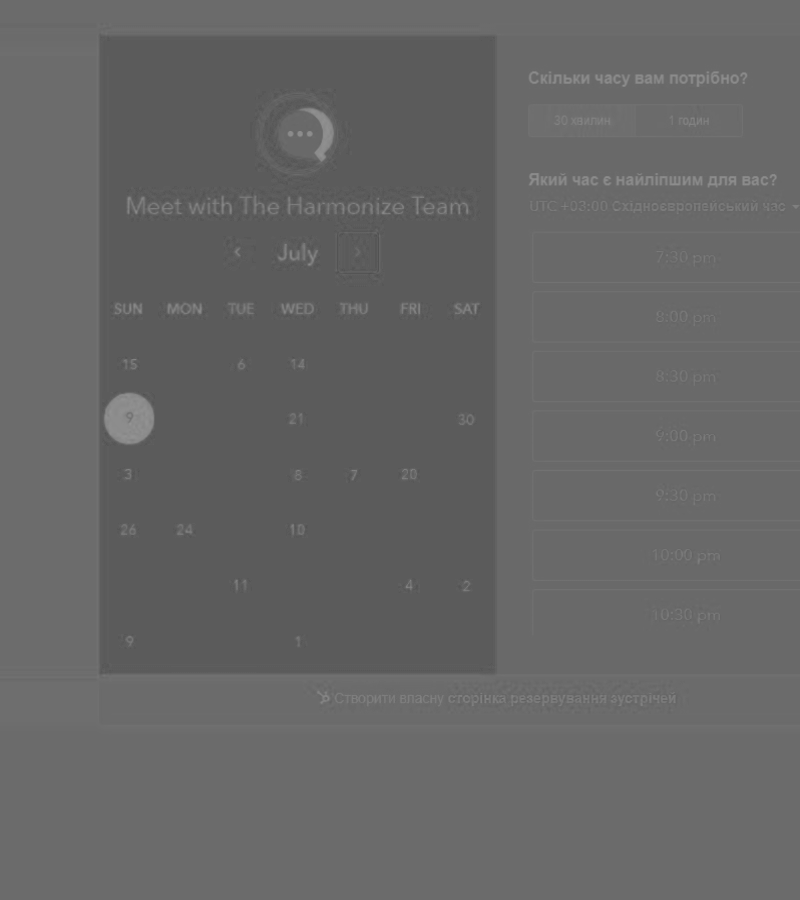 Meet with The Harmonize Team
July
SUN MON TUE WED THU FRI SAT
15 6 14
9 21 30
3 8 7 20
26 24 10
11 4 2
9 1
Скільки часу вам потрібно?
30 хвилин 1 годин
Який час є найліпшим для вас?
UTC +03:00 Східноєвропейський час
7:30 pm
8:00 pm
8:30 pm
9:00 pm
9:30 pm
10:00 pm
10:30 pm
Створити власну сторінка резервування зустрічей